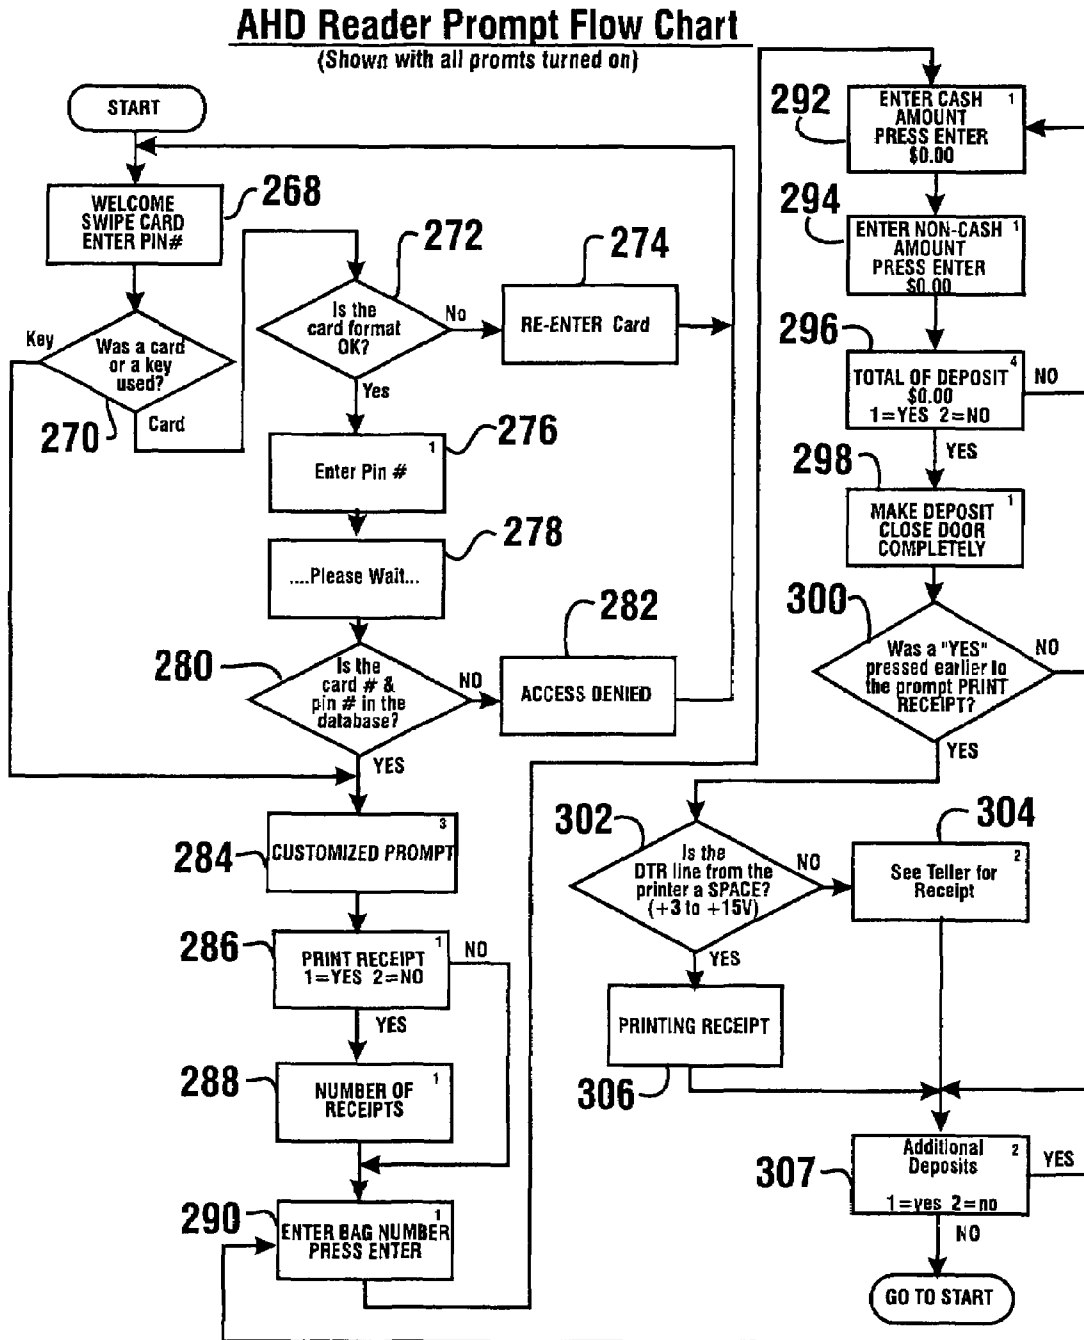 AHD Reader Prompt Flow Chart
(Shown with all promts turned on)
START
WELCOME
SWIPE CARD
ENTER PIN#
268
Was a card
or a key
used?
Key
Card
270
Is the
card format
OK?
272
No
Yes
RE-ENTER Card
274
1
Enter Pin #
276
....Please Wait...
278
Is the
card # &
pin # in the
database?
280
NO
YES
ACCESS DENIED
282
3
CUSTOMIZED PROMPT
284
1
PRINT RECEIPT
1=YES 2=NO
286
NO
YES
1
NUMBER OF
RECEIPTS
288
1
ENTER BAG NUMBER
PRESS ENTER
290
1
ENTER CASH
AMOUNT
PRESS ENTER
$0.00
292
1
ENTER NON-CASH
AMOUNT
PRESS ENTER
$0.00
294
4
TOTAL OF DEPOSIT
$0.00
1=YES 2=NO
296
NO
YES
1
MAKE DEPOSIT
CLOSE DOOR
COMPLETELY
298
Was a "YES"
pressed earlier to
the prompt PRINT
RECEIPT?
300
NO
YES
Is the
DTR line from the
printer a SPACE?
(+3 to +15V)
302
NO
YES
2
See Teller for
Receipt
304
PRINTING RECEIPT
306
2
Additional
Deposits
1=yes 2=no
307
YES
NO
GO TO START